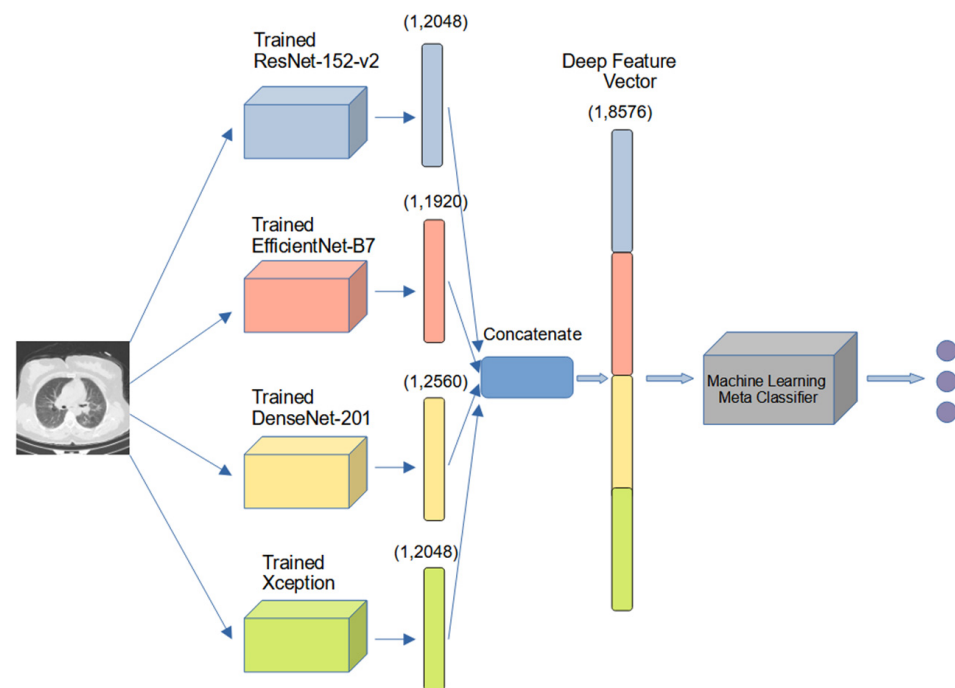 Trained
ResNet-152-v2
(1,2048)
Deep Feature
Vector
(1,8576)
Trained
EfficientNet-B7
(1,1920)
Concatenate
Machine Learning
Meta Classifier
Trained
DenseNet-201
(1,2560)
Trained
Xception
(1,2048)